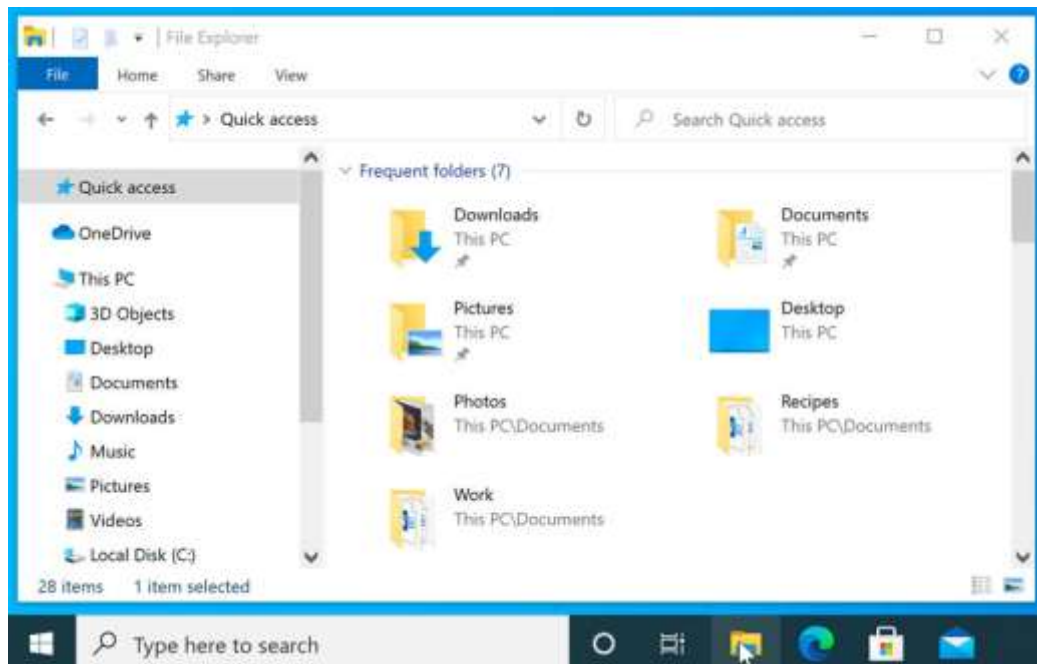 File Explorer
File Home Share View
Quick access
Search Quick access
Quick access
OneDrive
This PC
3D Objects
Desktop
Documents
Downloads
Music
Pictures
Videos
Local Disk (C:)
Frequent folders (7)
Downloads
This PC
Documents
This PC
Pictures
This PC
Desktop
This PC
Photos
This PC\Documents
Recipes
This PC\Documents
Work
This PC\Documents
28 items 1 item selected
Type here to search